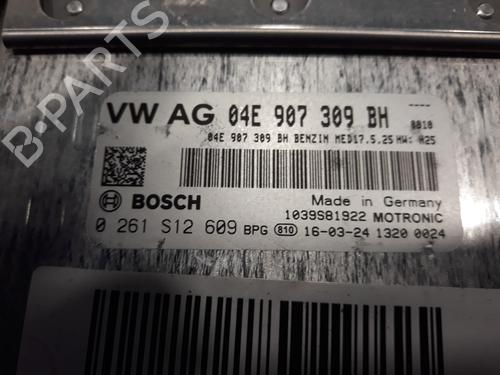 B-PARTS
VW AG 04E 907 309 BH ----
8810
04E 907 309 BH BENZIN MED17.5.25 HW: H25
BOSCH
Made in Germany
1039S81922 MOTRONIC
0 261 S12 609 BPG 810 16-03-24 1320 0024